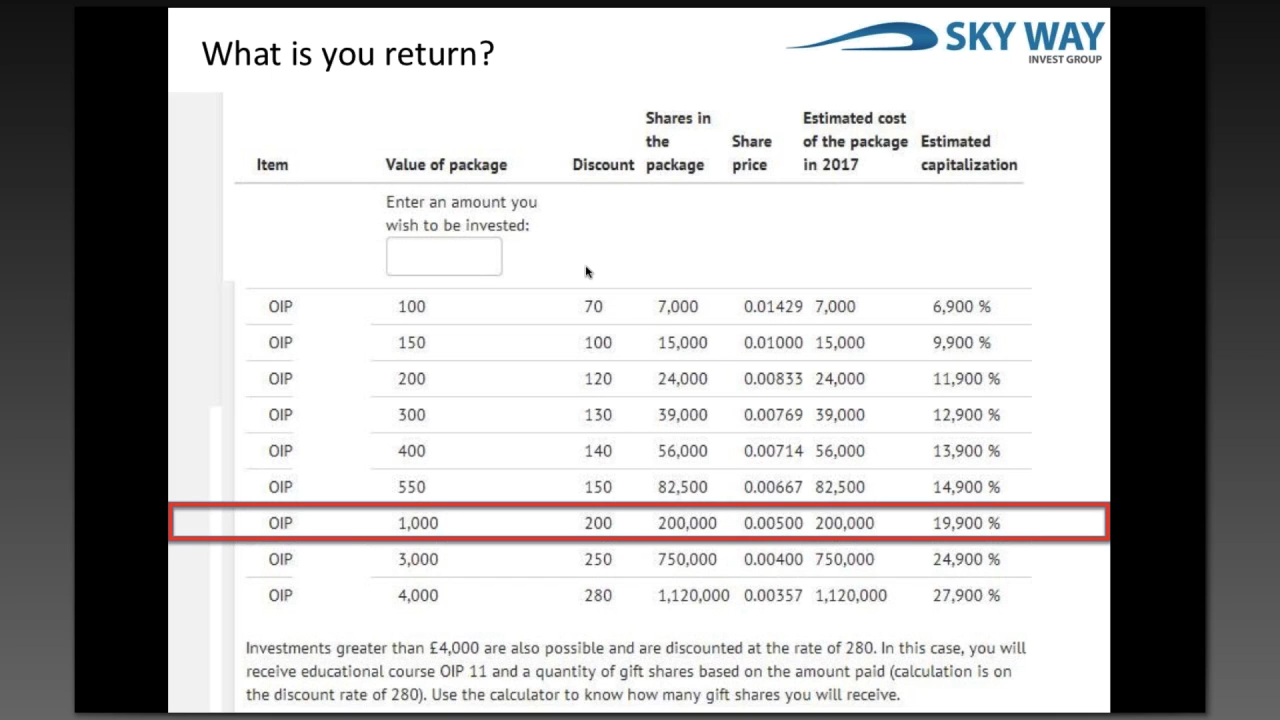 What is you return?
SKY WAY
INVEST GROUP
Item Value of package Discount Shares in the package Share price Estimated cost of the package in 2017 Estimated capitalization
Enter an amount you
wish to be invested:
OIP 100 70 7,000 0.01429 7,000 6,900 %
OIP 150 100 15,000 0.01000 15,000 9,900 %
OIP 200 120 24,000 0.00833 24,000 11,900 %
OIP 300 130 39,000 0.00769 39,000 12,900 %
OIP 400 140 56,000 0.00714 56,000 13,900 %
OIP 550 150 82,500 0.00667 82,500 14,900 %
OIP 1,000 200 200,000 0.00500 200,000 19,900 %
OIP 3,000 250 750,000 0.00400 750,000 24,900 %
OIP 4,000 280 1,120,000 0.00357 1,120,000 27,900 %
Investments greater than £4,000 are also possible and are discounted at the rate of 280. In this case, you will
receive educational course OIP 11 and a quantity of gift shares based on the amount paid (calculation is on
the discount rate of 280). Use the calculator to know how many gift shares you will receive.